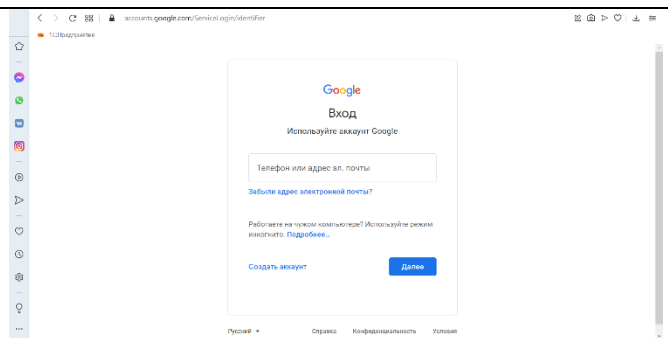 accounts.google.com/ServiceLogin/identifier
1С:Предприятие
Google
Вход
Используйте аккаунт Google
Телефон или адрес эл. почты
Забыли адрес электронной почты?
Работаете на чужом компьютере? Используйте режим
инкогнито. Подробнее...
Создать аккаунт
Далее
Русский
Справка
Конфиденциальность
Условия